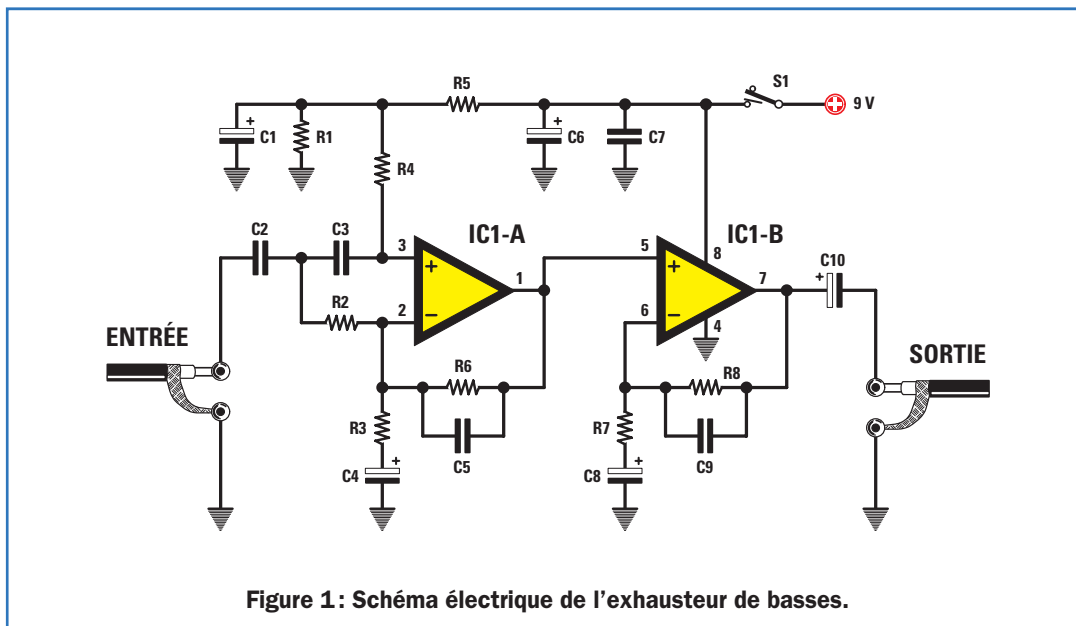 R5
S1
9 V
C1
R1
C6
C7
R4
C2
C3
IC1-A
IC1-B
C10
3
1
5
8
7
2
6
4
R2
ENTRÉE
SORTIE
R6
R8
R3
C5
R7
C9
C4
C8
+
+
+
+
+
+
−
+
−
Figure 1: Schéma électrique de l'exhausteur de basses.